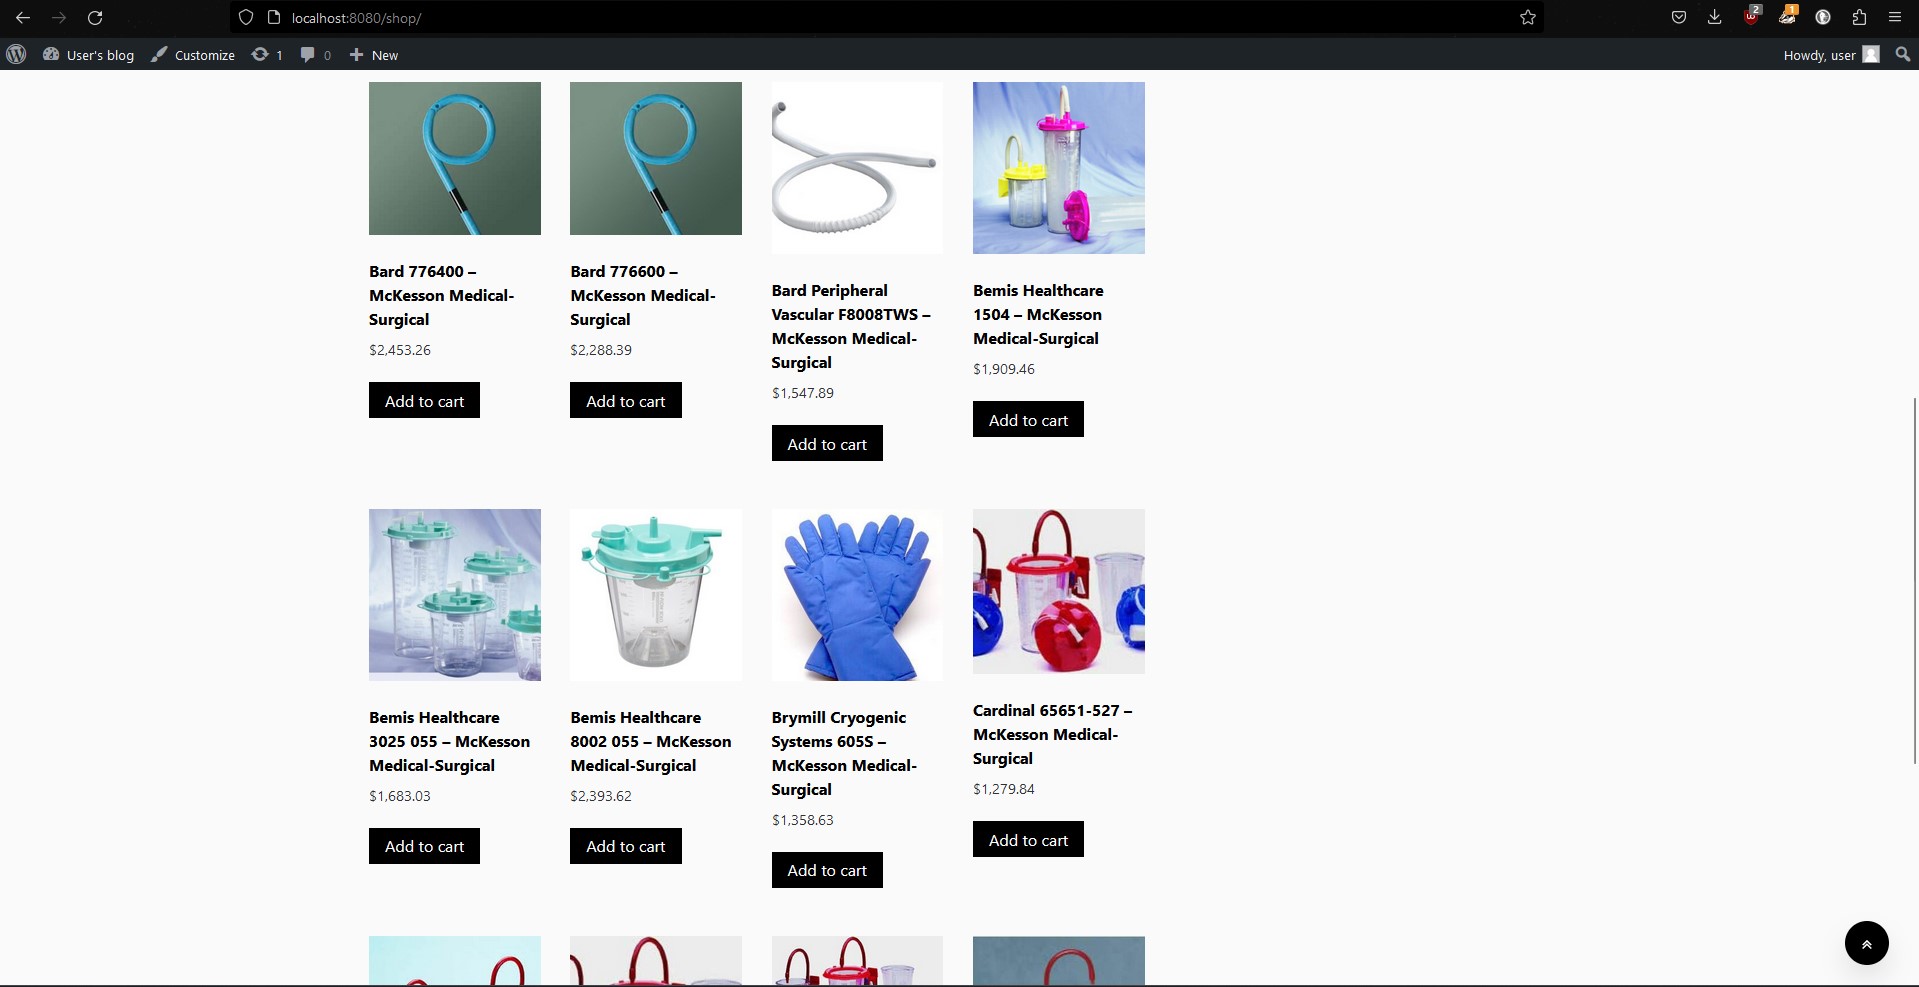 localhost:8080/shop/
2
1
User's blog
Customize
1
0
New
Howdy, user
Bard 776400 –
McKesson Medical-
Surgical
$2,453.26
Add to cart
Bard 776600 –
McKesson Medical-
Surgical
$2,288.39
Add to cart
Bard Peripheral
Vascular F8008TWS –
McKesson Medical-
Surgical
$1,547.89
Add to cart
Bemis Healthcare
1504 – McKesson
Medical-Surgical
$1,909.46
Add to cart
Bemis Healthcare
3025 055 – McKesson
Medical-Surgical
$1,683.03
Add to cart
Bemis Healthcare
8002 055 – McKesson
Medical-Surgical
$2,393.62
Add to cart
Brymill Cryogenic
Systems 605S –
McKesson Medical-
Surgical
$1,358.63
Add to cart
Cardinal 65651-527 –
McKesson Medical-
Surgical
$1,279.84
Add to cart